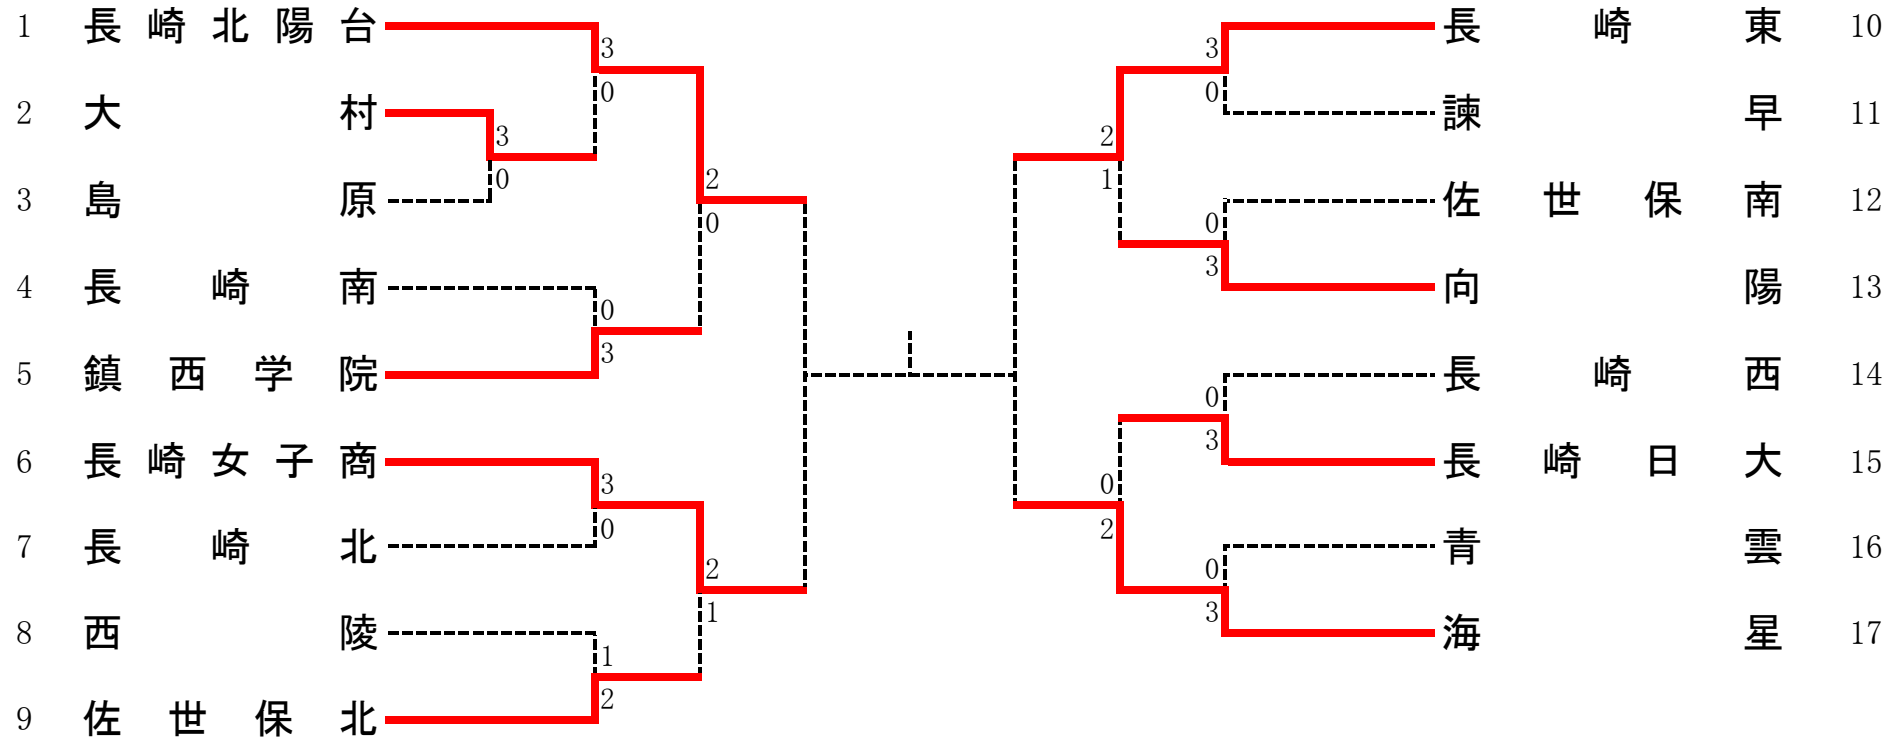 1 長崎北陽台
2 大村
3 島原
4 長崎南
5 鎮西学院
6 長崎女子商
7 長崎北
8 西陵
9 佐世保北
3
0
3
0
2
0
0
3
3
0
2
1
1
2
3
0
2
1
0
3
0
3
0
2
0
3
長崎東 10
諫早 11
佐世保南 12
向陽 13
長崎西 14
長崎日大 15
青雲 16
海星 17